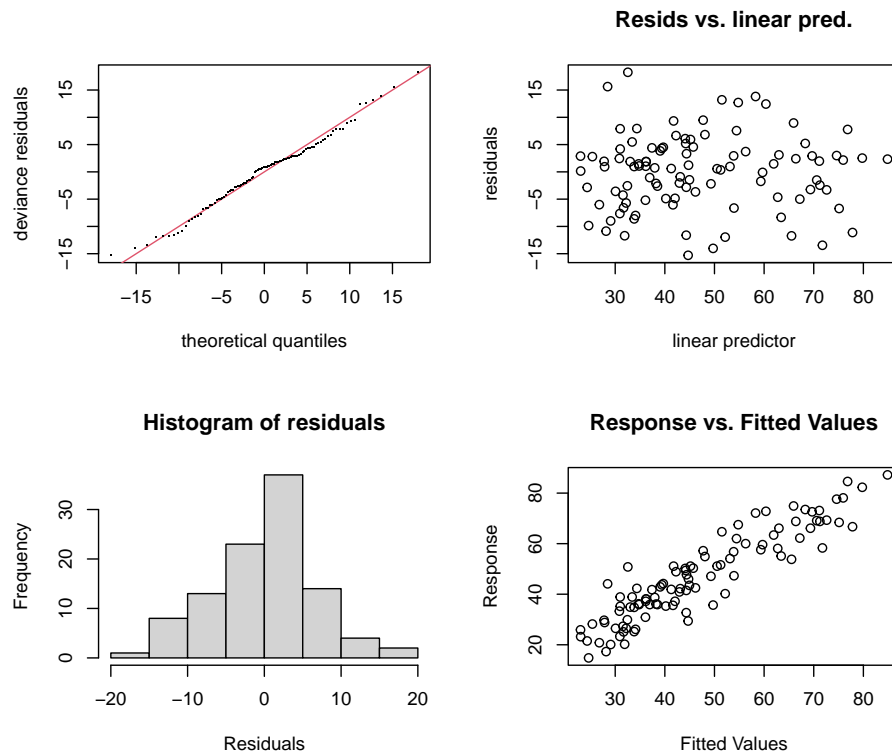 Resids vs. linear pred.
deviance residuals
−15 −5 5 15
−15 −5 0 5 10 15
theoretical quantiles
residuals
−15 −5 5 15
30 40 50 60 70 80
linear predictor
Histogram of residuals
Frequency
0 10 20 30
−20 −10 0 10 20
Residuals
Response vs. Fitted Values
Response
20 40 60 80
30 40 50 60 70 80
Fitted Values